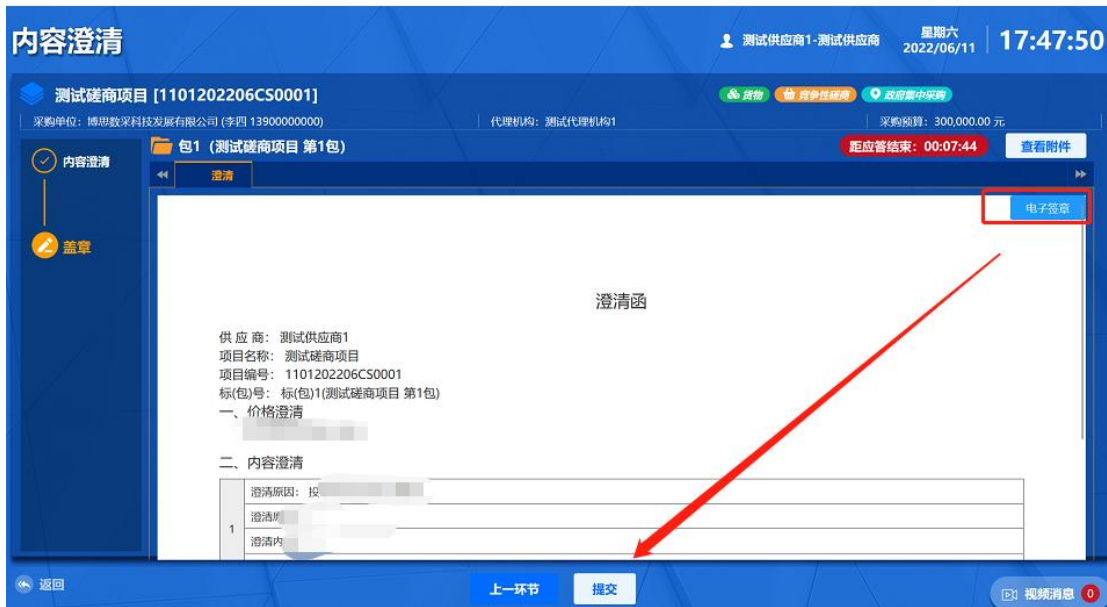 内容澄清
测试供应商1-测试供应商
星期六
2022/06/11
17:47:50
测试磋商项目 [1101202206CS0001]
货物
竞争性磋商
政府集中采购
采购单位：博思数采科技发展有限公司 (李四 13900000000)
代理机构：测试代理机构1
采购预算：300,000.00 元
内容澄清
盖章
包1（测试磋商项目 第1包）
距应答结束：00:07:44
查看附件
澄清
电子签章
澄清函
供 应 商： 测试供应商1
项目名称： 测试磋商项目
项目编号： 1101202206CS0001
标(包)号： 标(包)1(测试磋商项目 第1包)
一、价格澄清
二、内容澄清
1
澄清原因：投
澄清
澄清内
返回
上一环节
提交
视频消息 0